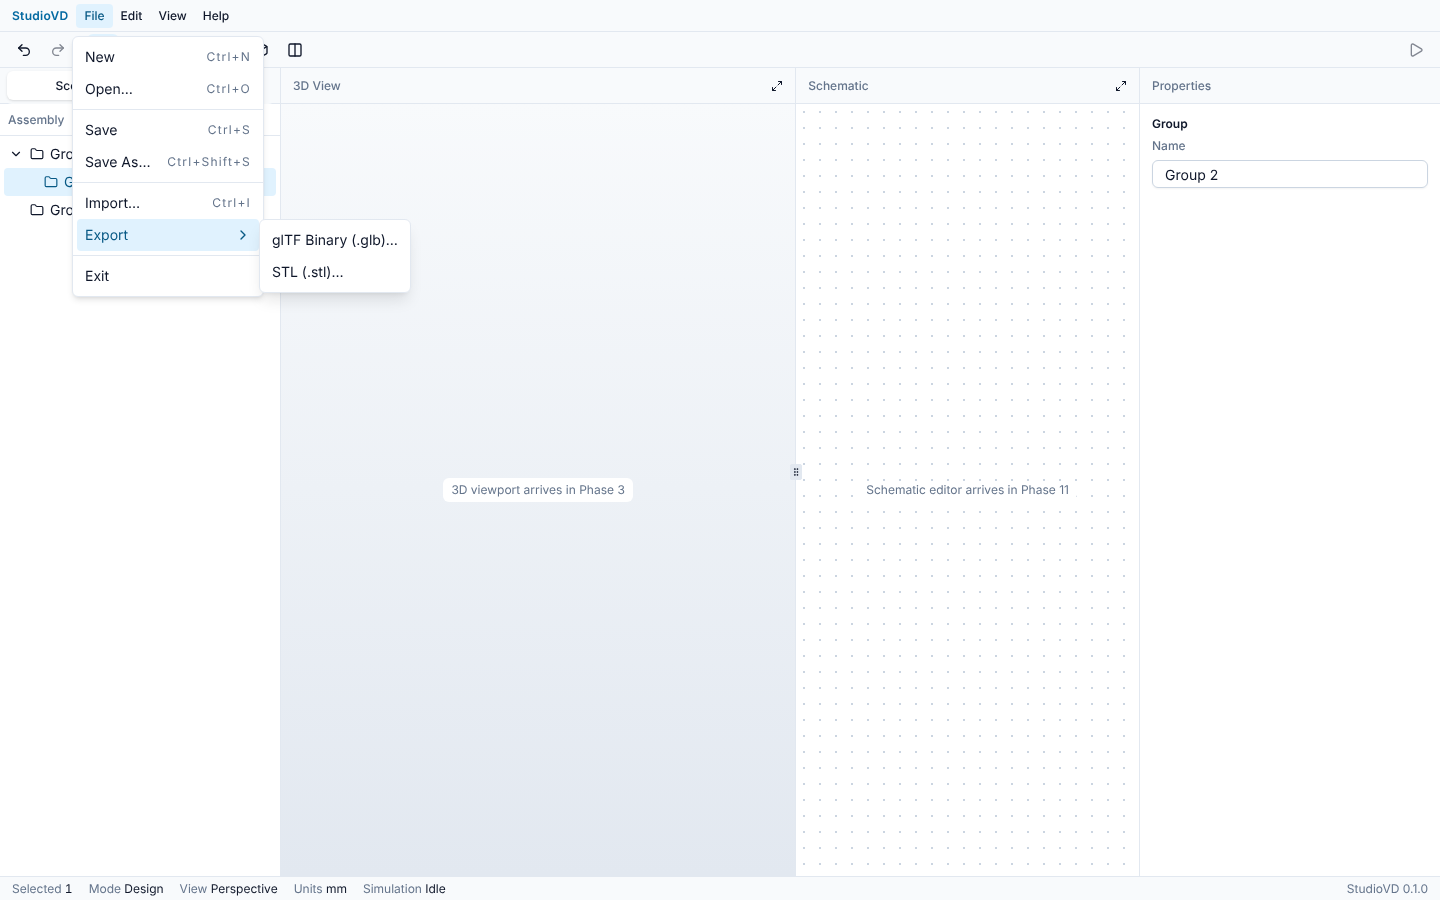 StudioVD File Edit View Help
New Ctrl+N
Open... Ctrl+O
Save Ctrl+S
Save As... Ctrl+Shift+S
Import... Ctrl+I
Export
glTF Binary (.glb)...
STL (.stl)...
Exit
Assembly
3D View
3D viewport arrives in Phase 3
Schematic
Schematic editor arrives in Phase 11
Properties
Group
Name
Group 2
Selected 1 Mode Design View Perspective Units mm Simulation Idle StudioVD 0.1.0